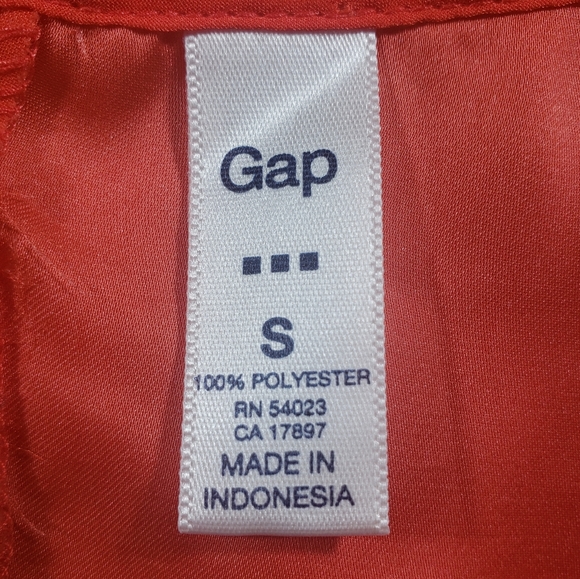 Gap
S
100% POLYESTER
RN 54023
CA 17897
MADE IN
INDONESIA